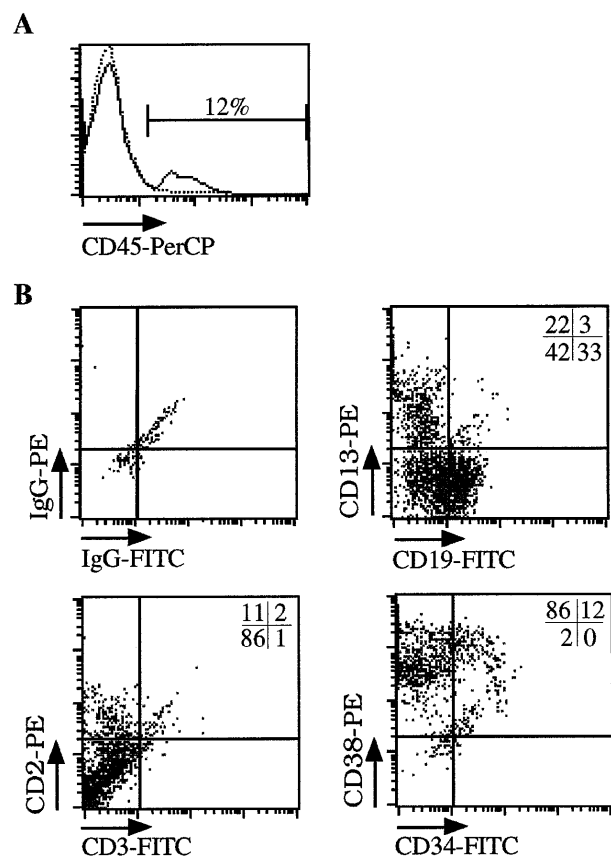 A
12%
CD45-PerCP
B
IgG-PE
IgG-FITC
22 3
42 33
CD13-PE
CD19-FITC
11 2
86 1
CD2-PE
CD3-FITC
86 12
2 0
CD38-PE
CD34-FITC